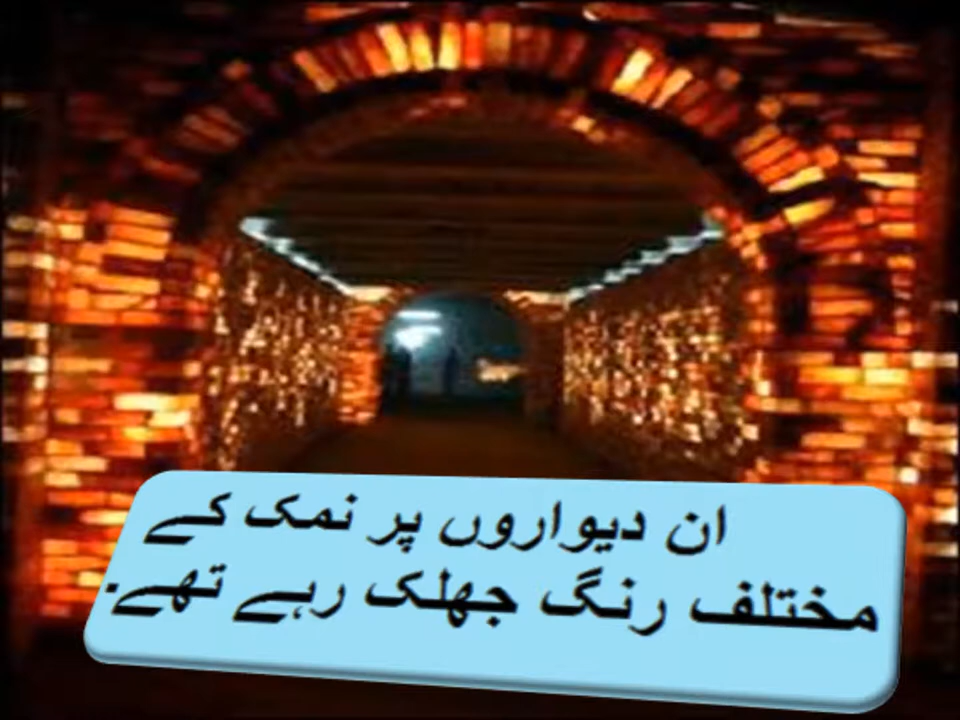 ان دیواروں پر نمک کے
مختلف رنگ جھلک رہے تھے.